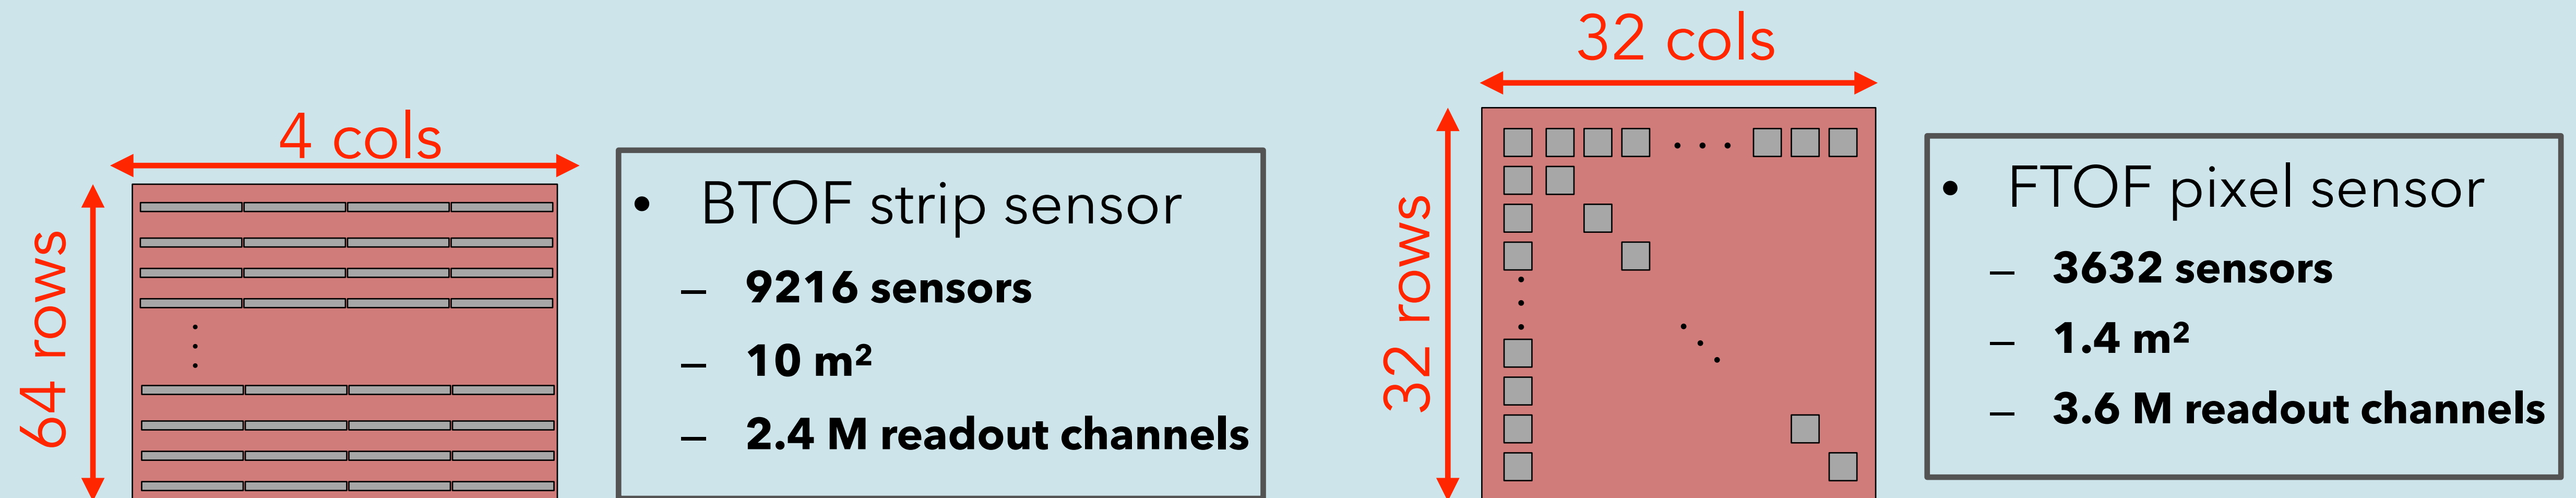 4 cols
64 rows
• BTOF strip sensor
– 9216 sensors
– 10 m²
– 2.4 M readout channels
32 cols
32 rows
• FTOF pixel sensor
– 3632 sensors
– 1.4 m²
– 3.6 M readout channels